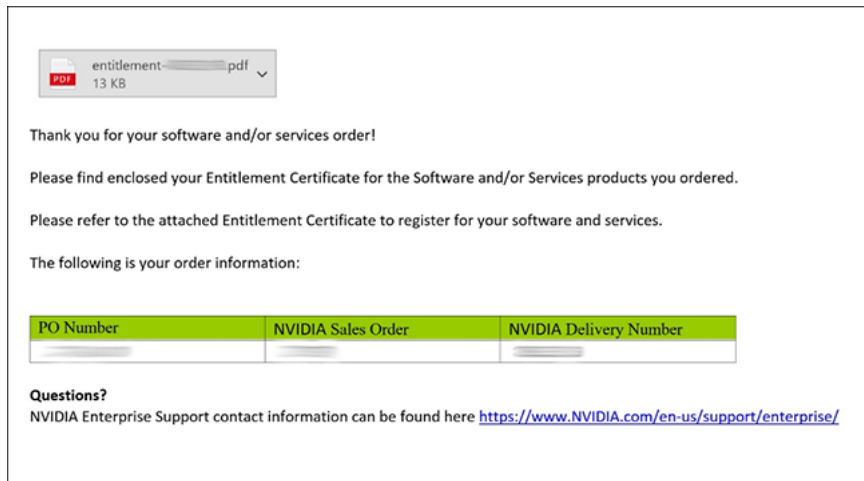 entitlement- .pdf
PDF
13 KB
Thank you for your software and/or services order!
Please find enclosed your Entitlement Certificate for the Software and/or Services products you ordered.
Please refer to the attached Entitlement Certificate to register for your software and services.
The following is your order information:
PO Number NVIDIA Sales Order NVIDIA Delivery Number
Questions?
NVIDIA Enterprise Support contact information can be found here https://www.NVIDIA.com/en-us/support/enterprise/